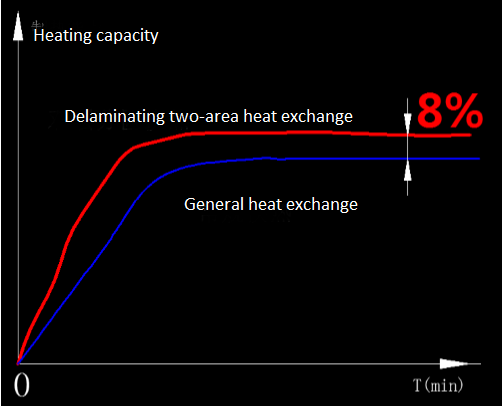 Heating capacity
Delaminating two-area heat exchange
8%
General heat exchange
0
T(min)